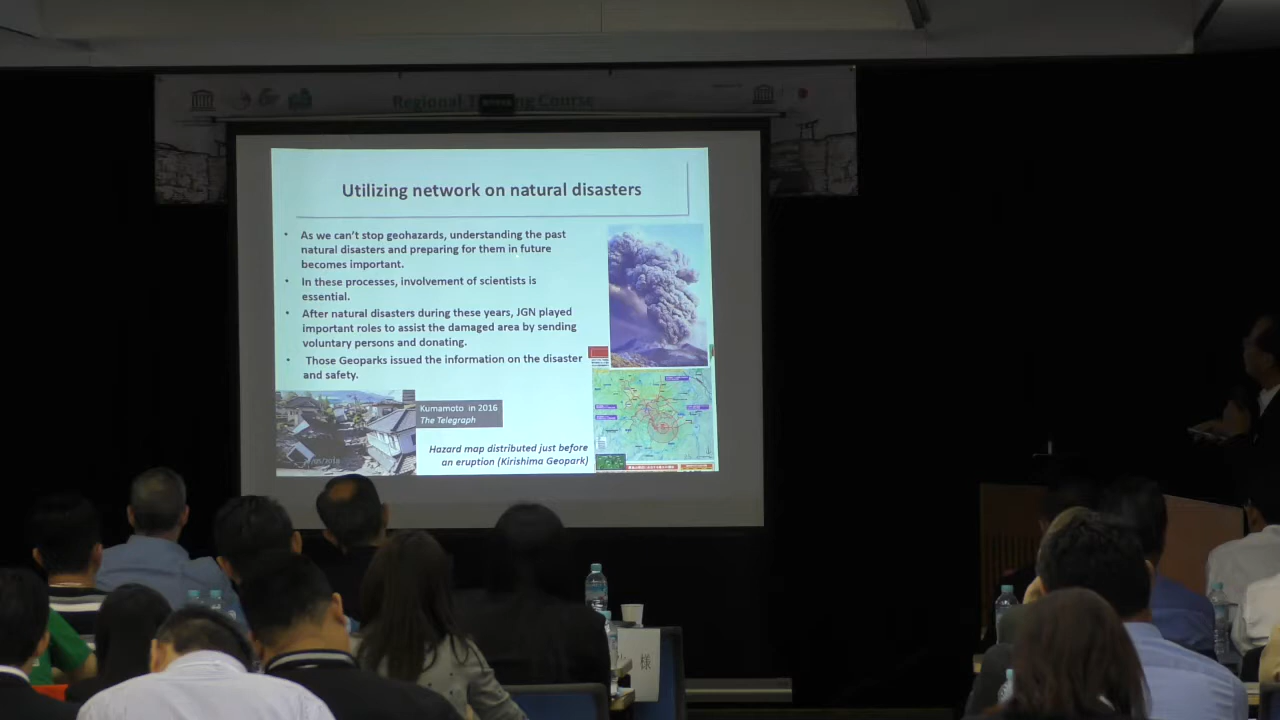 Regional T ng Course
Utilizing network on natural disasters
• As we can't stop geohazards, understanding the past
natural disasters and preparing for them in future
becomes important.
• In these processes, involvement of scientists is
essential.
• After natural disasters during these years, JGN played
important roles to assist the damaged area by sending
voluntary persons and donating.
• Those Geoparks issued the information on the disaster
and safety.
Kumamoto in 2016
The Telegraph
Hazard map distributed just before
an eruption (Kirishima Geopark)
様